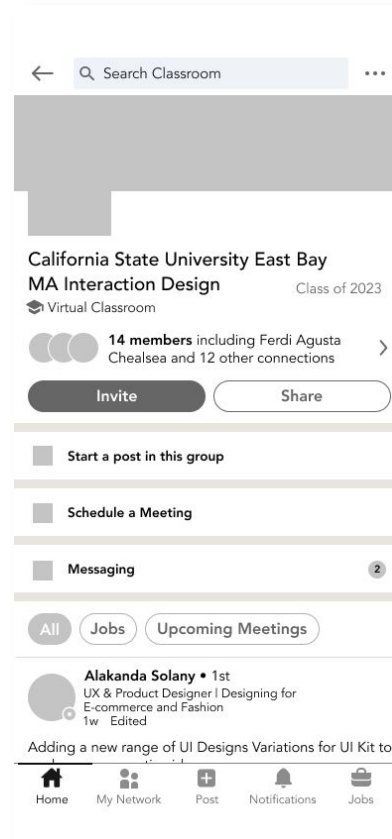 Search Classroom
California State University East Bay
MA Interaction Design
Class of 2023
Virtual Classroom
14 members including Ferdi Agusta
Chealsea and 12 other connections
Invite
Share
Start a post in this group
Schedule a Meeting
Messaging
2
All
Jobs
Upcoming Meetings
Alakanda Solany • 1st
UX & Product Designer | Designing for
E-commerce and Fashion
1w Edited
Adding a new range of UI Designs Variations for UI Kit to
Home
My Network
Post
Notifications
Jobs